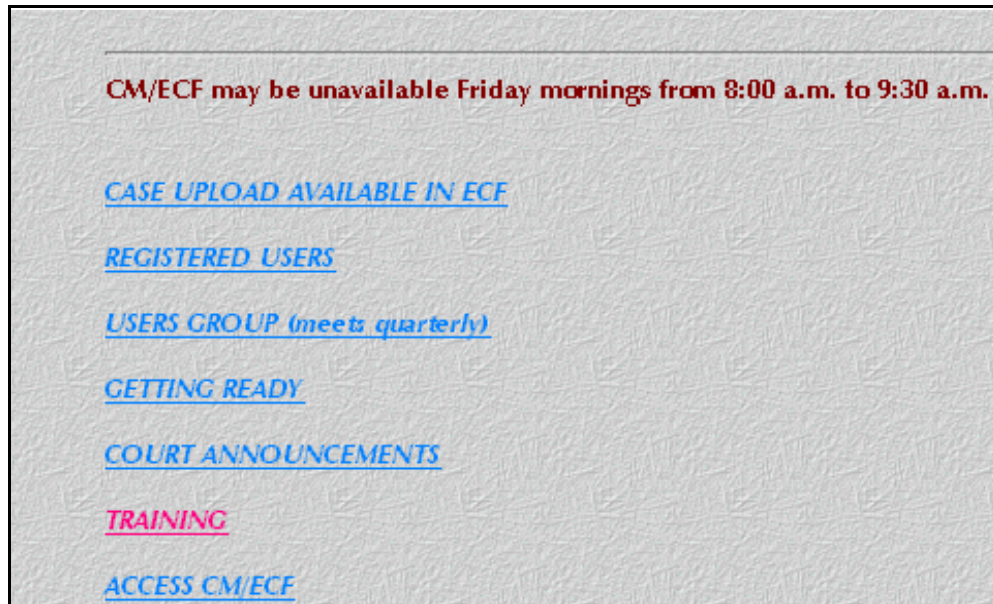 CM/ECF may be unavailable Friday mornings from 8:00 a.m. to 9:30 a.m.
CASE UPLOAD AVAILABLE IN ECF
REGISTERED USERS
USERS GROUP (meets quarterly)
GETTING READY
COURT ANNOUNCEMENTS
TRAINING
ACCESS CM/ECF